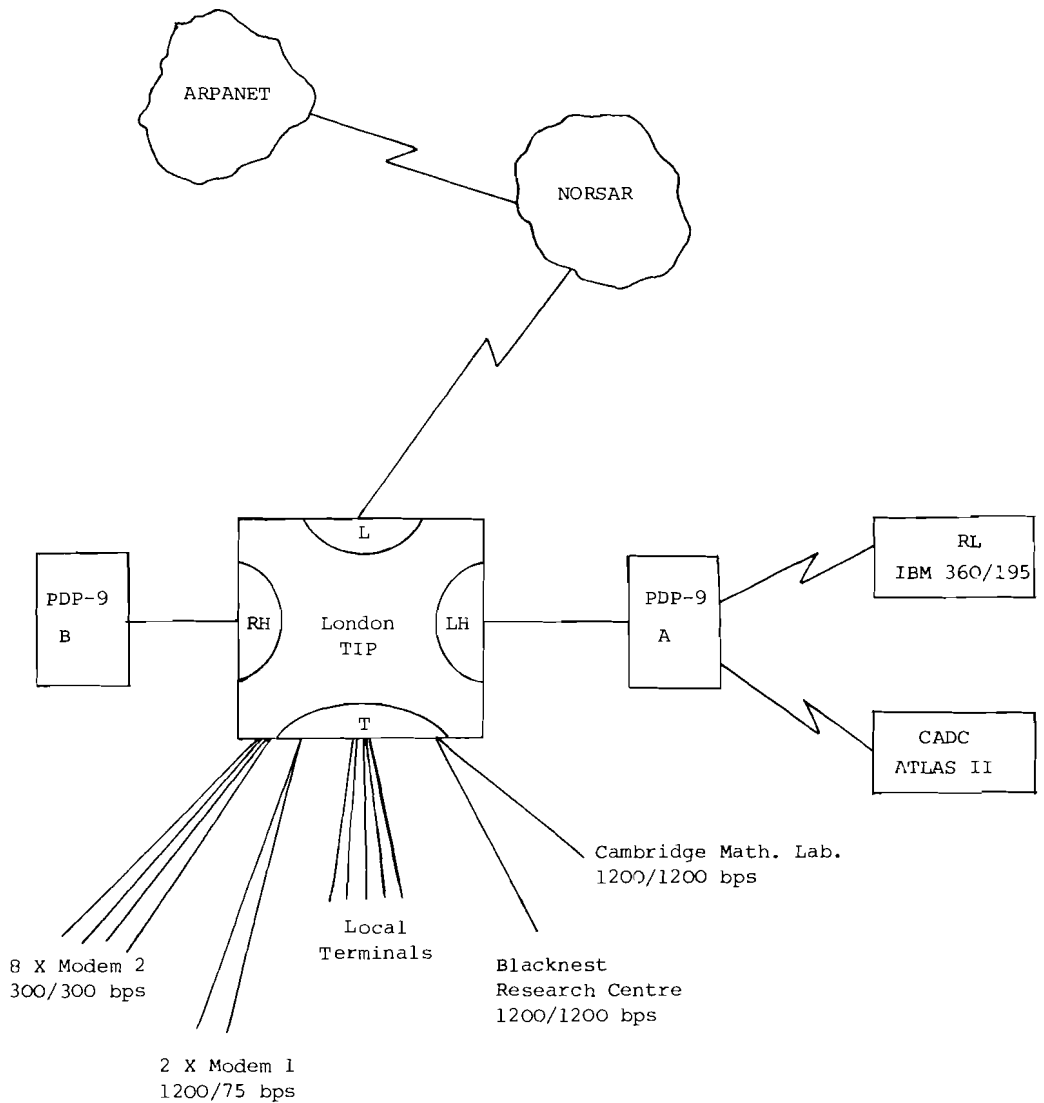 ARPANET
NORSAR
L
RL
IBM 360/195
PDP-9
B
RH
London
TIP
LH
PDP-9
A
T
CADC
ATLAS II
Cambridge Math. Lab.
1200/1200 bps
Local
Terminals
8 X Modem 2
300/300 bps
Blacknest
Research Centre
1200/1200 bps
2 X Modem 1
1200/75 bps